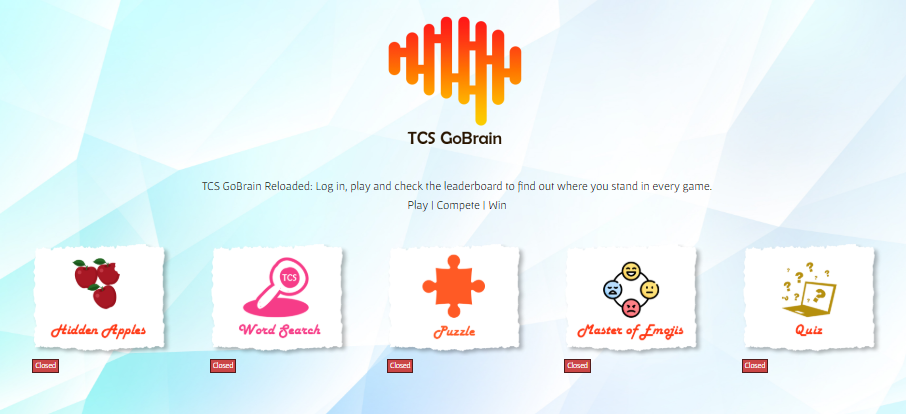 TCS GoBrain
TCS GoBrain Reloaded: Log in, play and check the leaderboard to find out where you stand in every game.
Play | Compete | Win
TCS
Hidden Apples
Word Search
Puzzle
Master of Emojis
Quiz
Closed
Closed
Closed
Closed
Closed